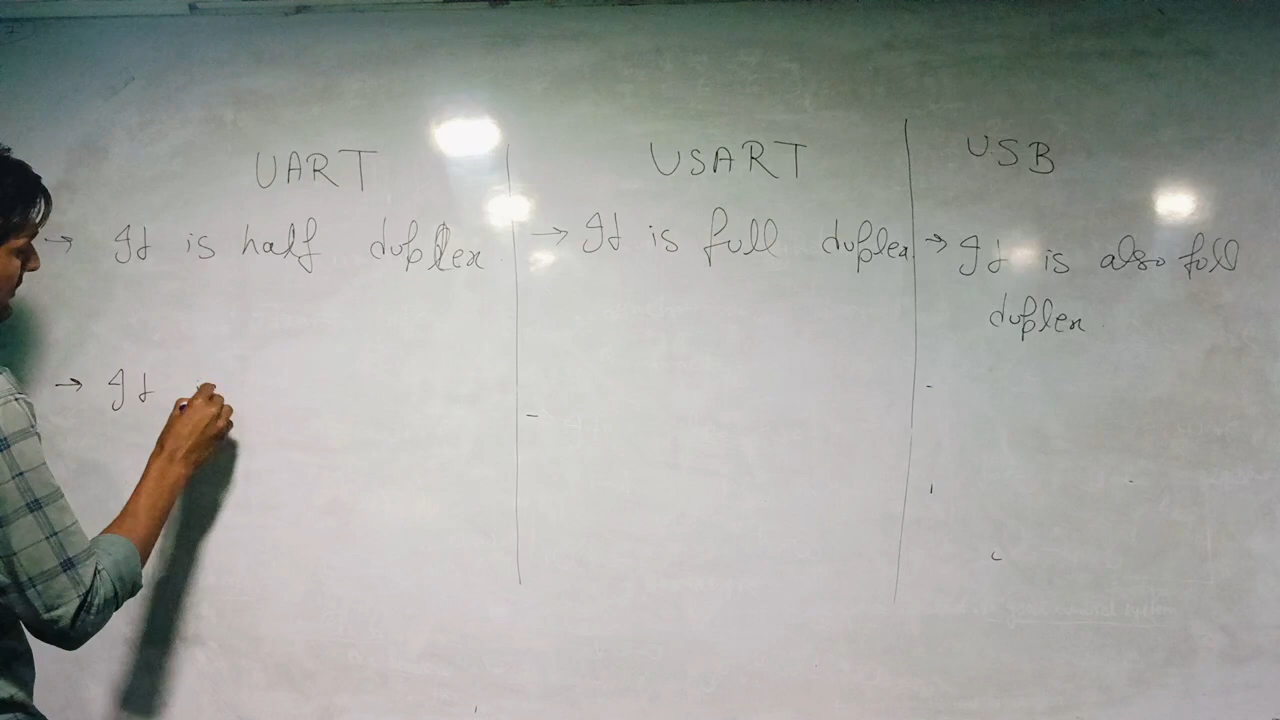 UART USART USB
→ It is half duplex → It is full duplex → It is also full
duplex
→ It